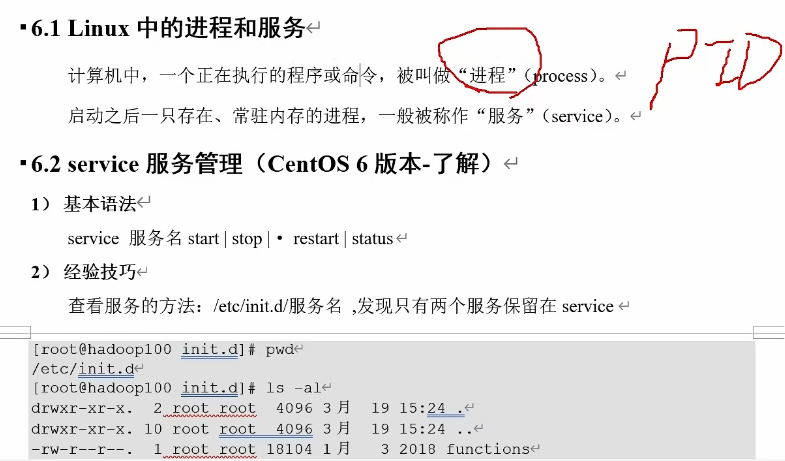 6.1 Linux 中的进程和服务
计算机中，一个正在执行的程序或命令，被叫做“进程”（process）。
PID
启动之后一只存在、常驻内存的进程，一般被称作“服务”（service）。
6.2 service 服务管理（CentOS 6 版本-了解）
1） 基本语法
service 服务名 start | stop |· restart | status
2） 经验技巧
查看服务的方法：/etc/init.d/服务名 ,发现只有两个服务保留在 service
[root@hadoop100 init.d]# pwd
/etc/init.d
[root@hadoop100 init.d]# ls -al
drwxr-xr-x. 2 root root 4096 3月 19 15:24 .
drwxr-xr-x. 10 root root 4096 3月 19 15:24 ..
-rw-r--r--. 1 root root 18104 1月 3 2018 functions